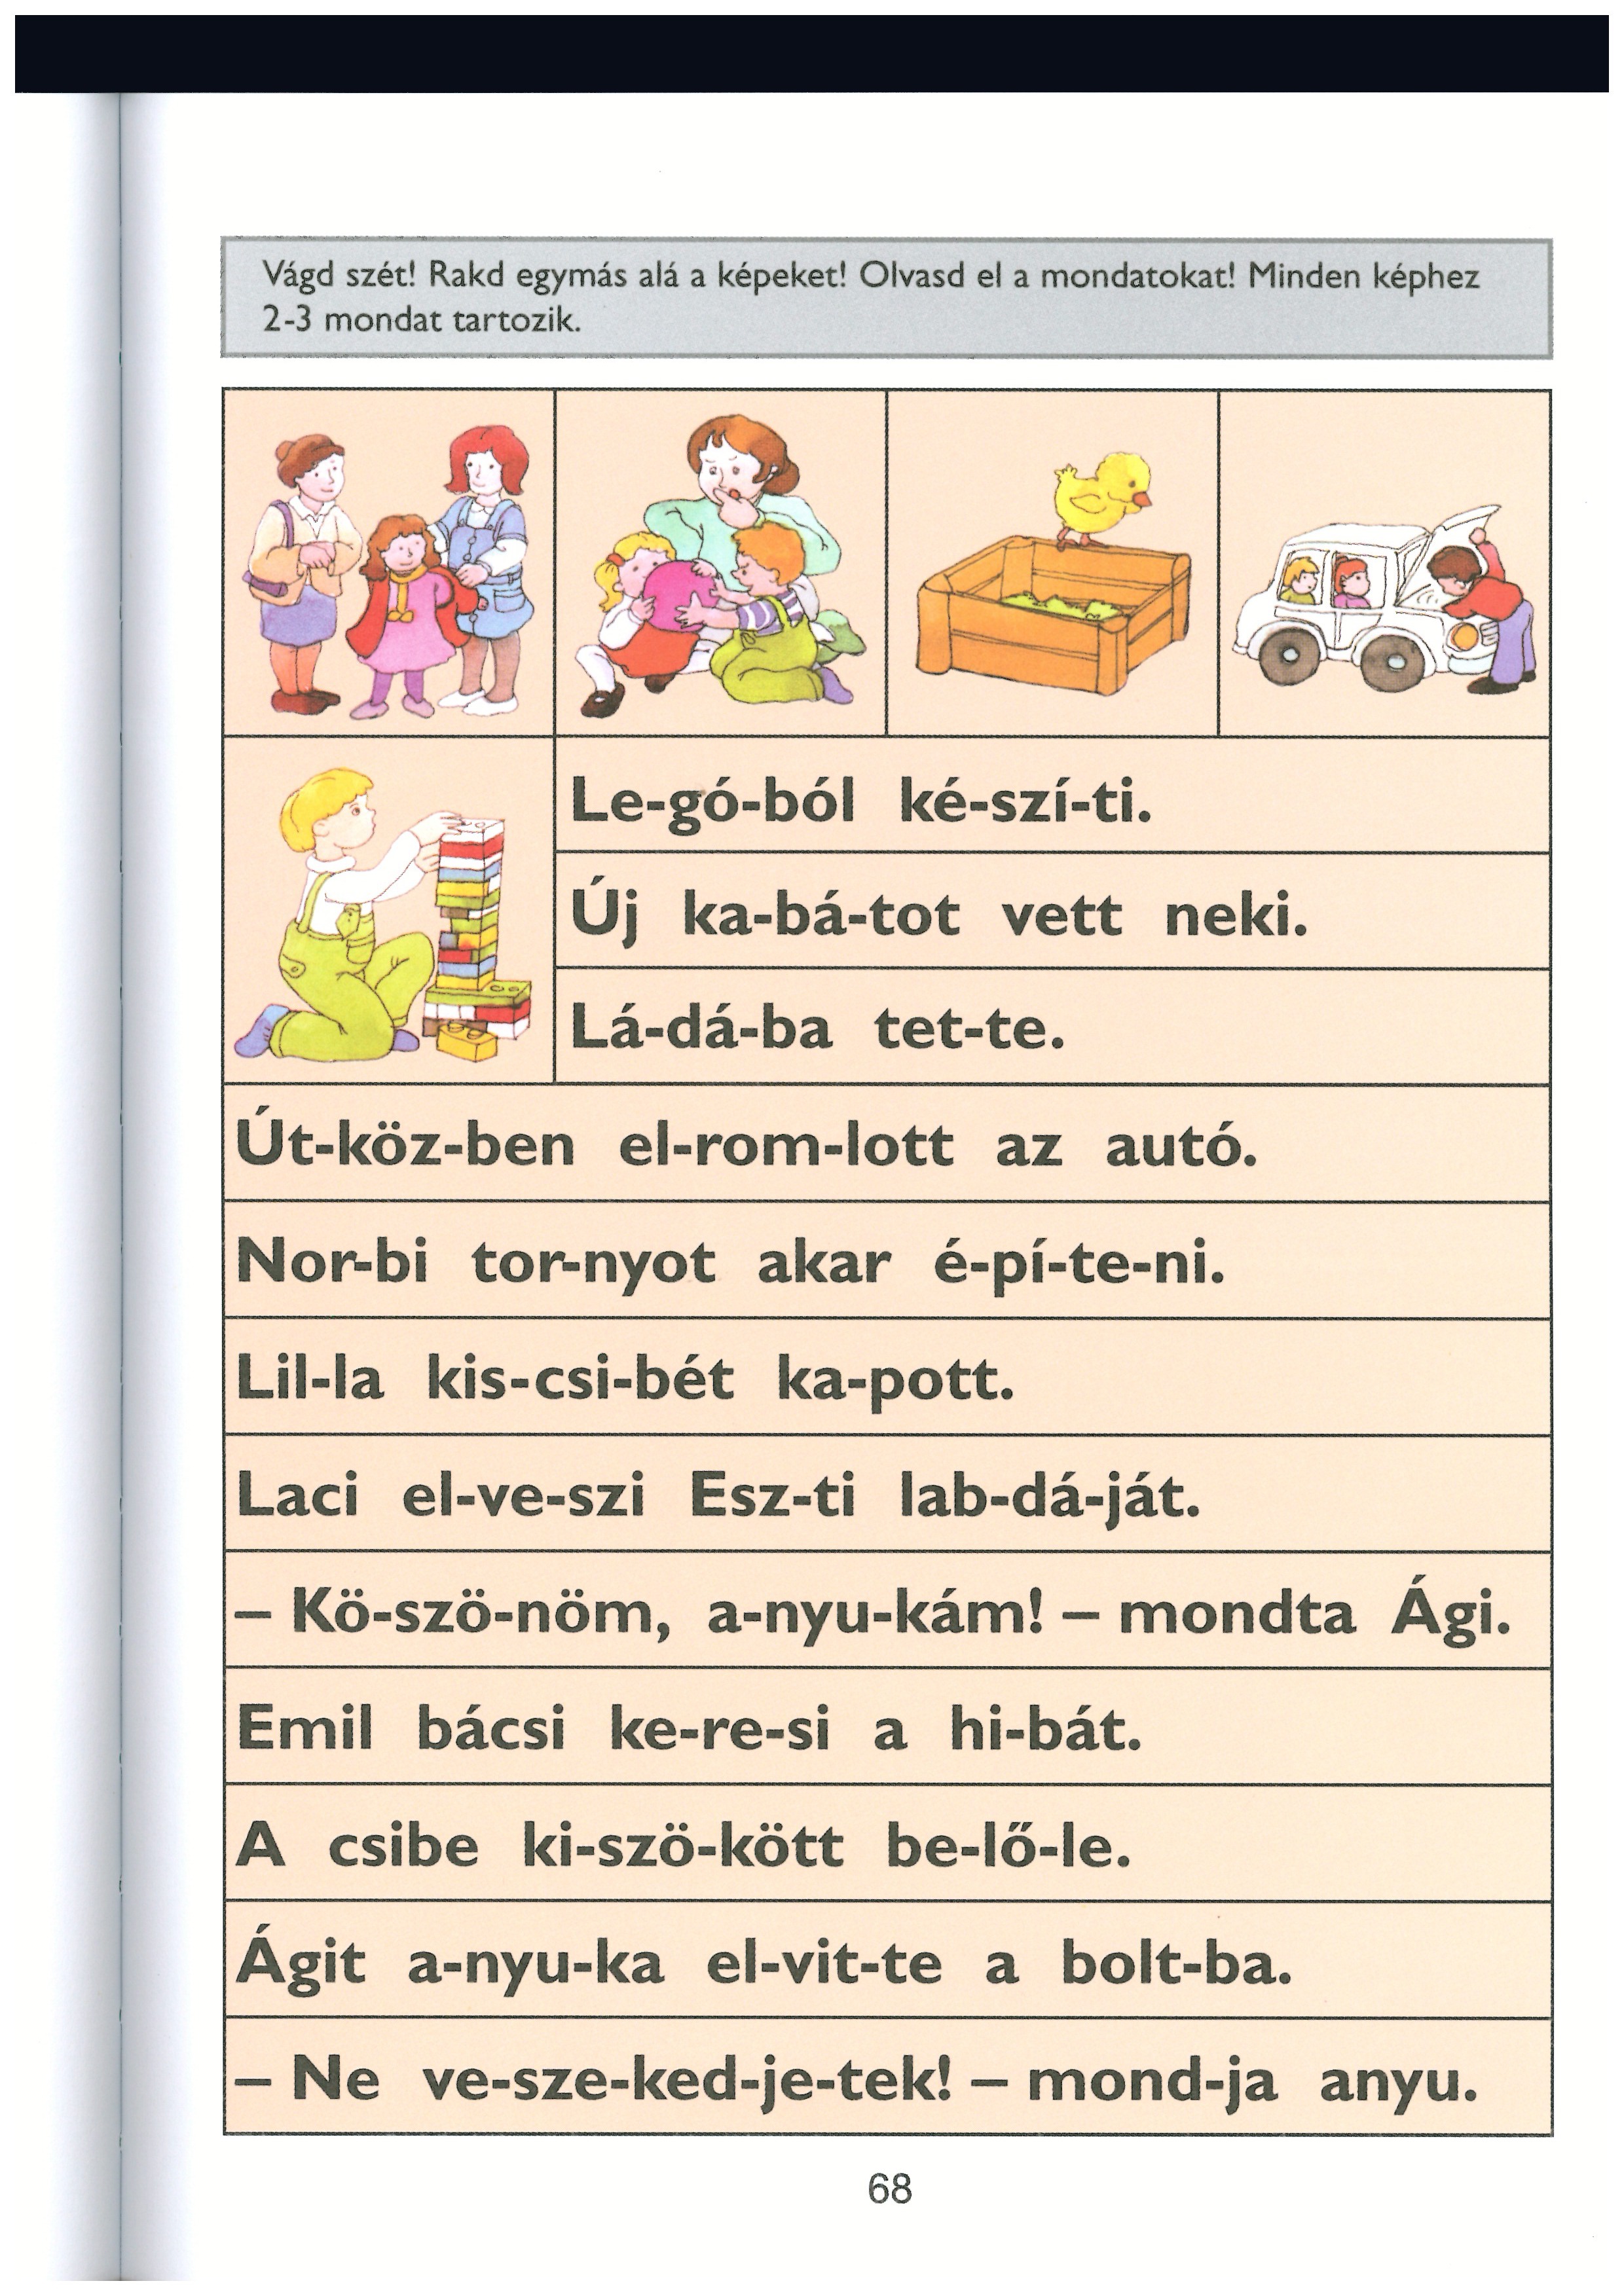 Vágd szét! Rakd egymás alá a képeket! Olvasd el a mondatokat! Minden képhez
2-3 mondat tartozik.
Le-gó-ból ké-szí-ti.
Új ka-bá-tot vett neki.
Lá-dá-ba tet-te.
Út-köz-ben el-rom-lott az autó.
Nor-bi tor-nyot akar é-pí-te-ni.
Lil-la kis-csi-bét ka-pott.
Laci el-ve-szi Esz-ti lab-dá-ját.
– Kö-szö-nöm, a-nyu-kám! – mondta Ági.
Emil bácsi ke-re-si a hi-bát.
A csibe ki-szö-kött be-lő-le.
Ágit a-nyu-ka el-vit-te a bolt-ba.
– Ne ve-sze-ked-je-tek! – mond-ja anyu.
68